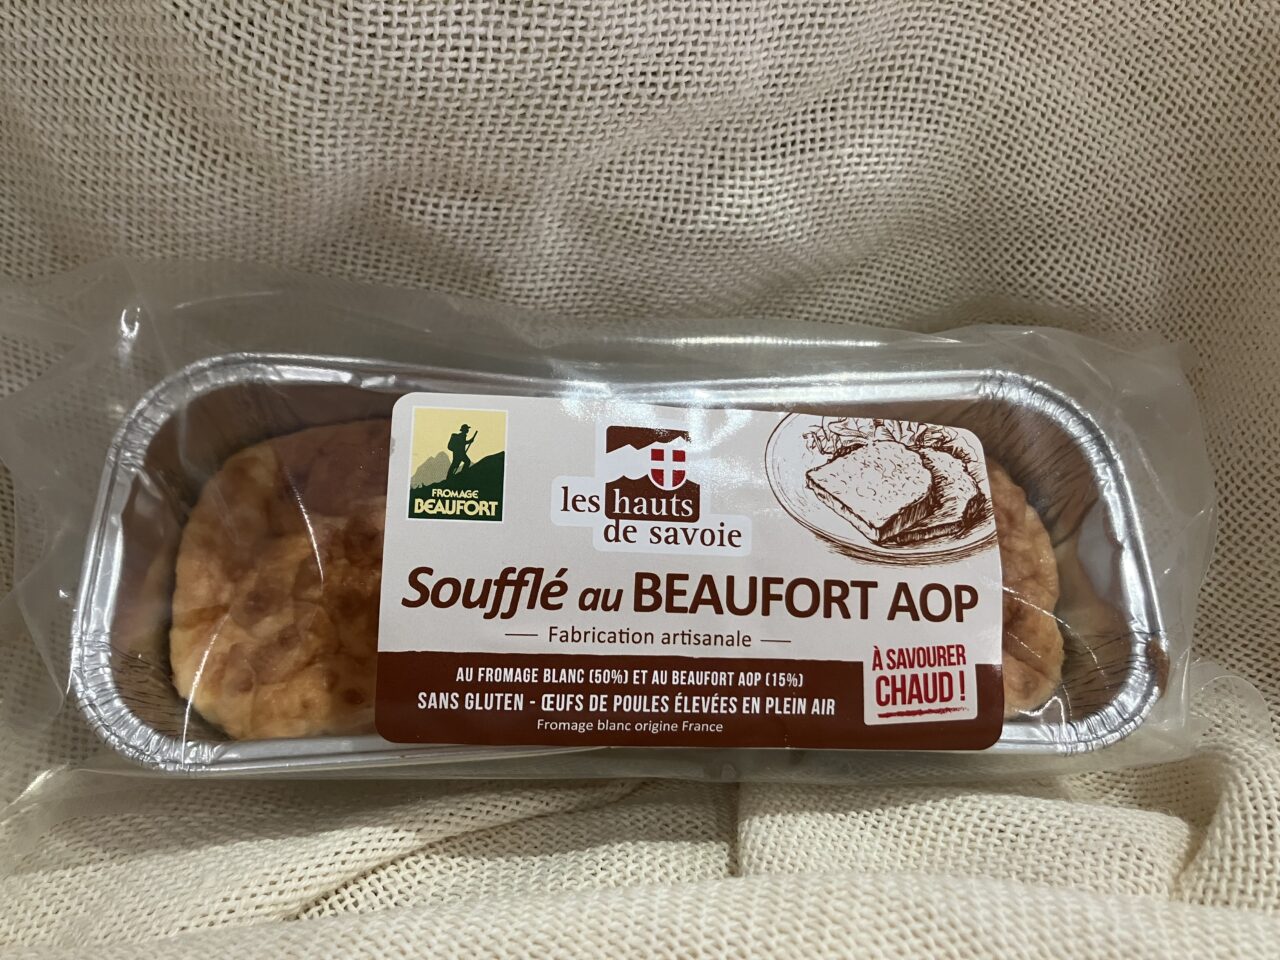 FROMAGE
BEAUFORT
les hauts
de savoie
Soufflé au BEAUFORT AOP
Fabrication artisanale
AU FROMAGE BLANC (50%) ET AU BEAUFORT AOP (15%)
SANS GLUTEN - ŒUFS DE POULES ÉLEVÉES EN PLEIN AIR
Fromage blanc origine France
À SAVOURER
CHAUD !